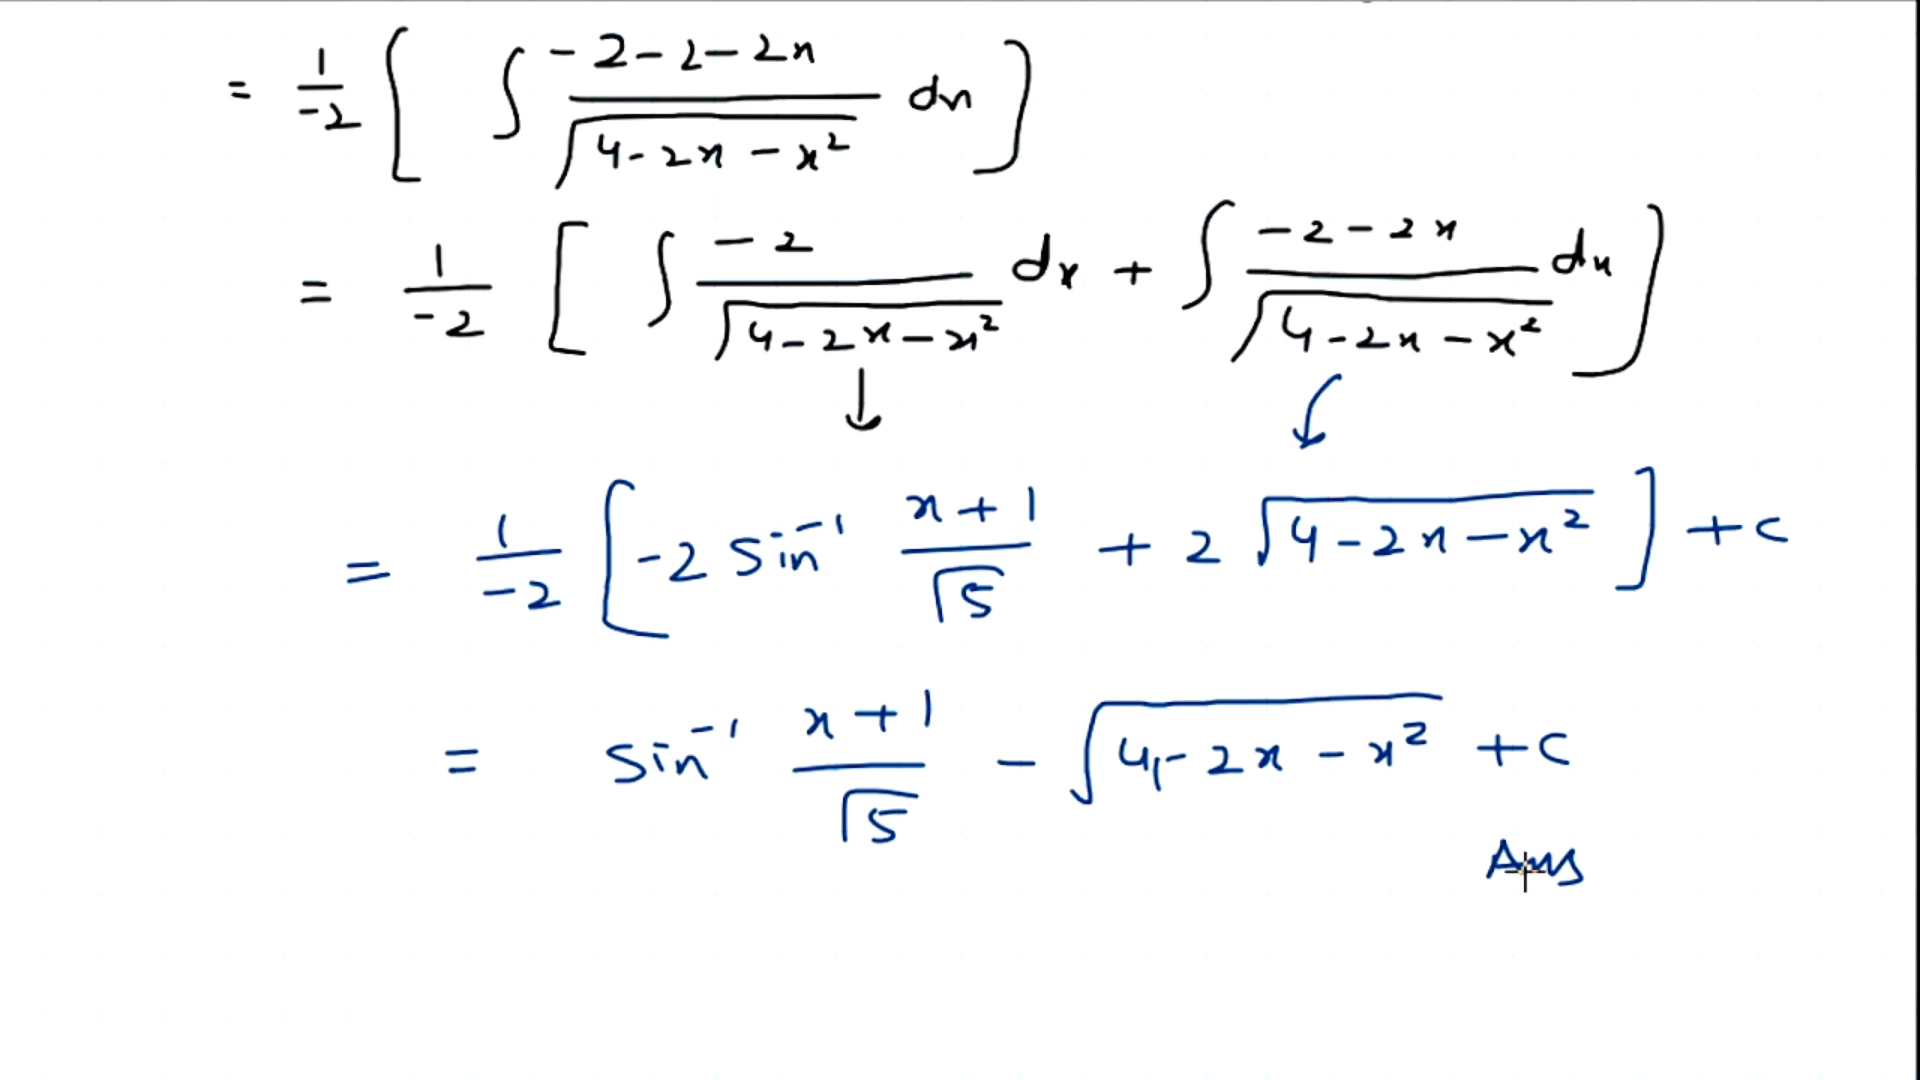 = 1/-2 [ ∫ -2-2-2x / √(4-2x-x²) dx ]
= 1/-2 [ ∫ -2 / √(4-2x-x²) dx + ∫ -2-2x / √(4-2x-x²) dx ]
= 1/-2 [ -2 sin⁻¹ x+1 / √5 + 2 √(4-2x-x²) ] + c
= sin⁻¹ x+1 / √5 - √(4-2x-x²) + c
Ans